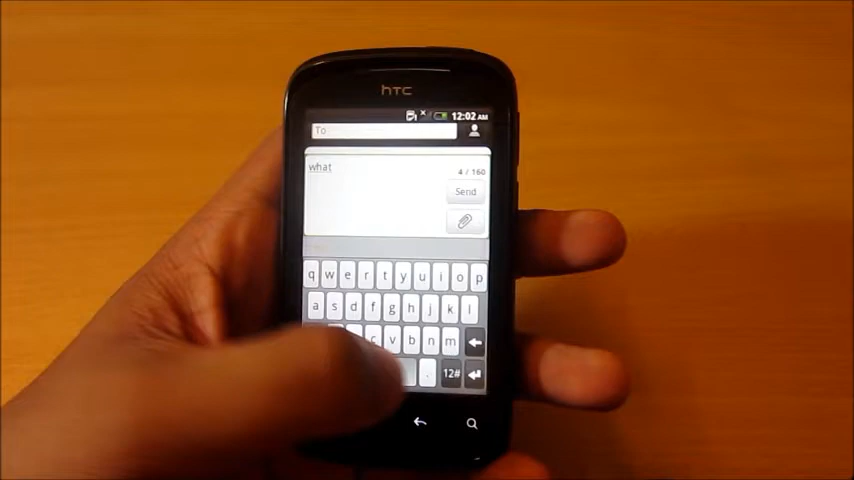 hTC
12:02 AM
To
what
4 / 160
Send
q w e r t y u i o p
a s d f g h j k l
c v b n m
. 12#